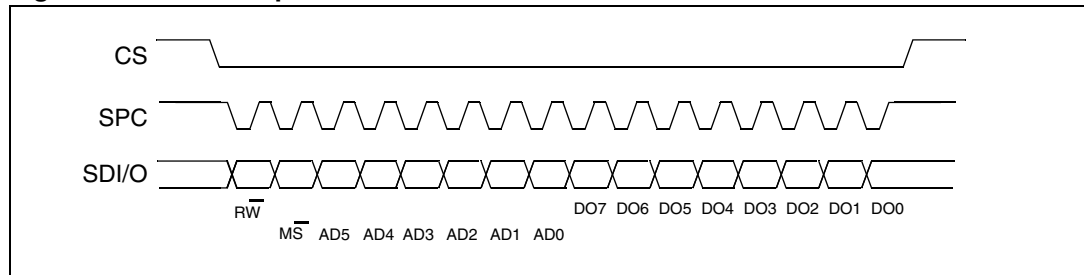 CS
SPC
SDI/O
RW̅
DO7 DO6 DO5 DO4 DO3 DO2 DO1 DO0
MS̅ AD5 AD4 AD3 AD2 AD1 AD0